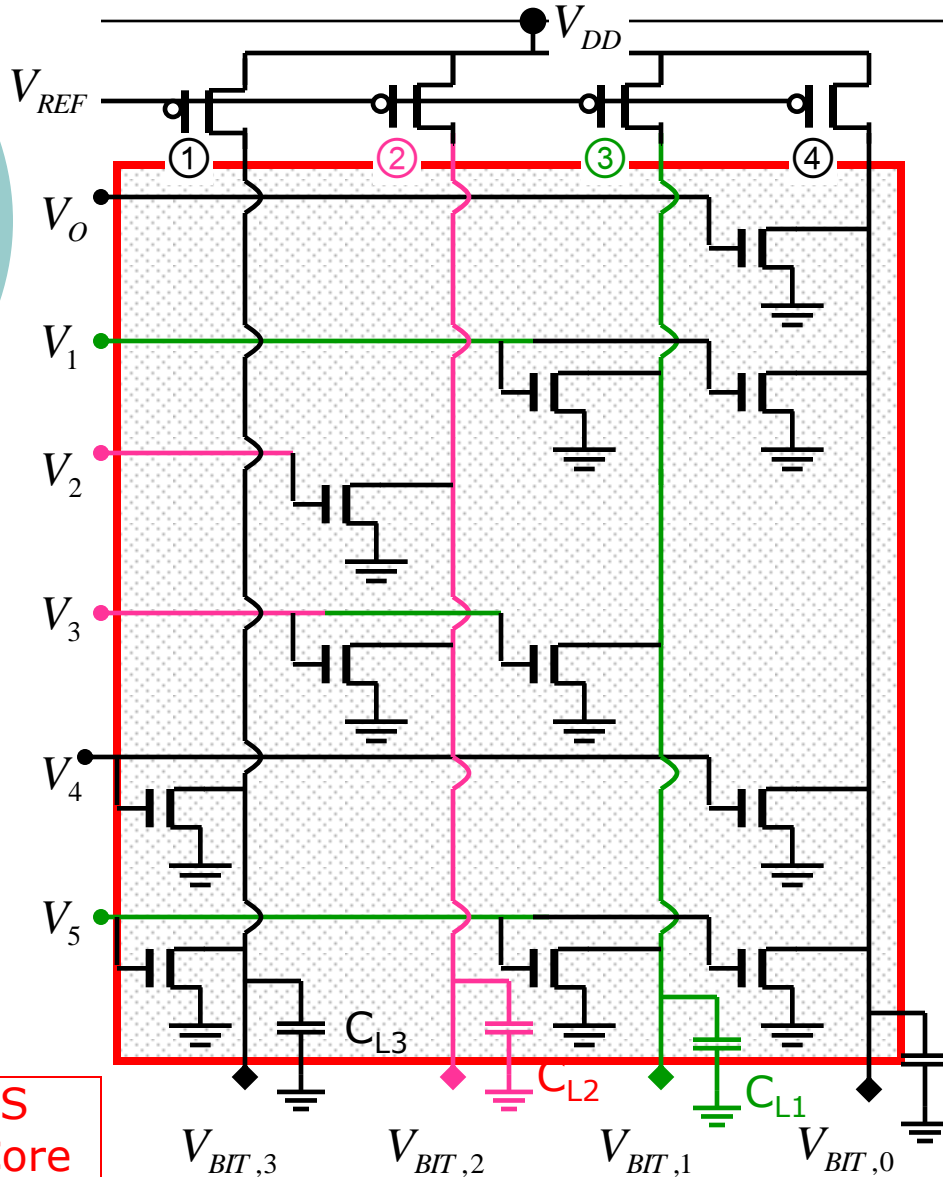 V_DD
V_REF
① ② ③ ④
V_O
V_1
V_2
V_3
V_4
V_5
C_L3
C_L2
C_L1
S
ore
V_BIT,3 V_BIT,2 V_BIT,1 V_BIT,0